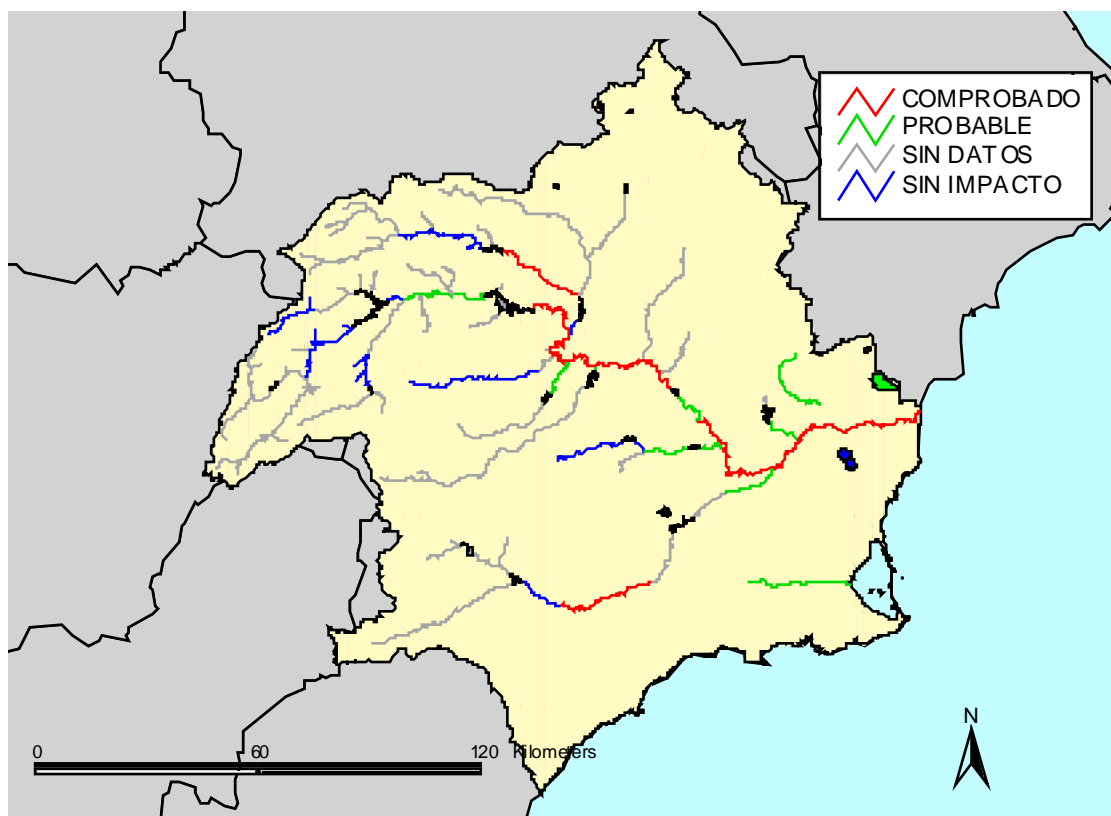 COMPROBADO
PROBABLE
SIN DATOS
SIN IMPACTO
N
0 60 120 Kilometers